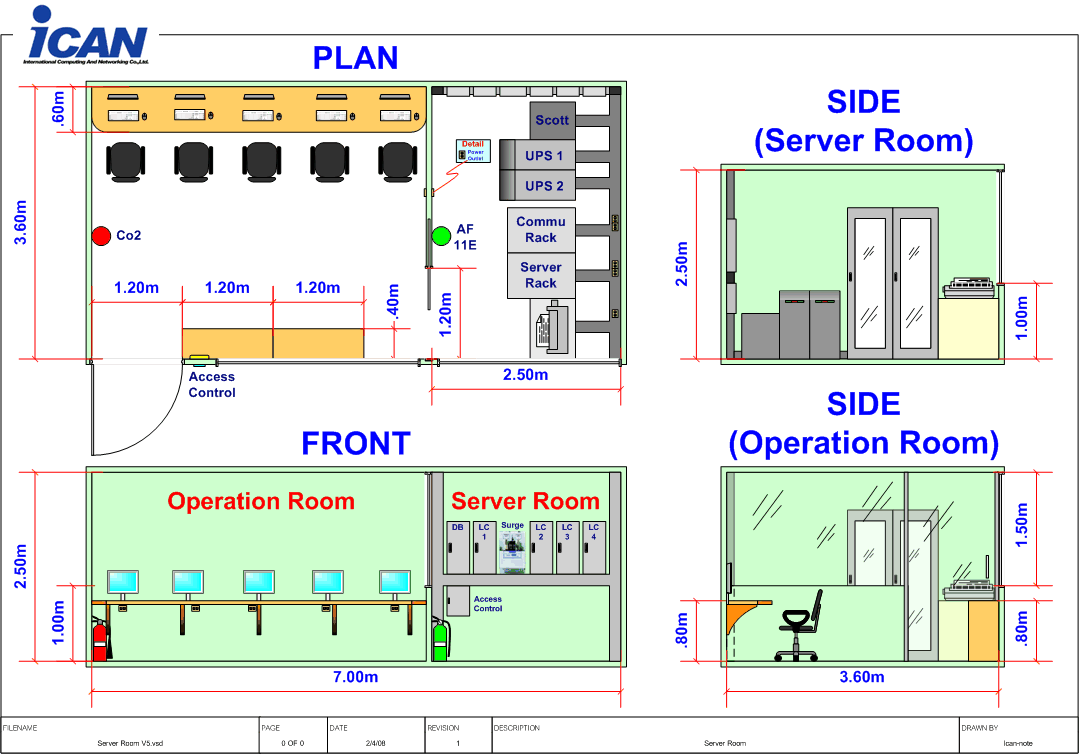 iCAN
International Computing And Networking Co.,Ltd.
PLAN
.60m
3.60m
Scott
Detail
Power
Outlet
UPS 1
UPS 2
Commu
Rack
Server
Rack
Co2
AF
11E
1.20m
1.20m
1.20m
.40m
1.20m
Access
Control
2.50m
SIDE
(Server Room)
2.50m
1.00m
FRONT
Operation Room
Server Room
DB
LC
1
Surge
LC
2
LC
3
LC
4
Access
Control
2.50m
1.00m
7.00m
SIDE
(Operation Room)
1.50m
.80m
.80m
3.60m
FILENAME
Server Room V5.vsd
PAGE
0 OF 0
DATE
2/4/08
REVISION
1
DESCRIPTION
Server Room
DRAWN BY
Ican-note